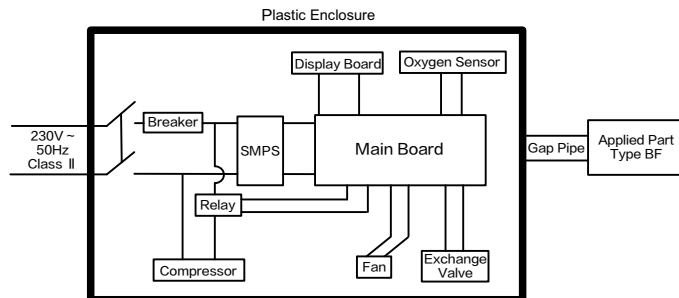 Plastic Enclosure
Display Board
Oxygen Sensor
Breaker
230V ~
50Hz
Class Ⅱ
SMPS
Main Board
Gap Pipe
Applied Part
Type BF
Relay
Compressor
Fan
Exchange
Valve